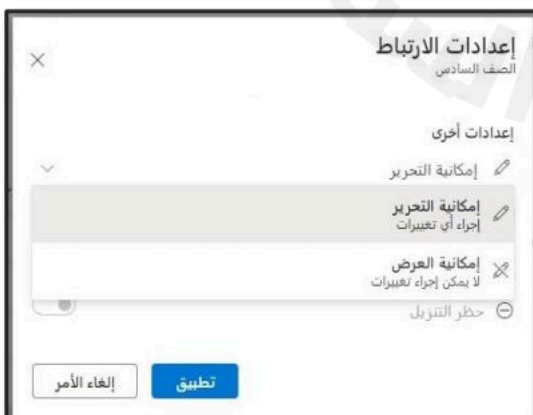 إعدادات الارتباط
الصف السادس
إعدادات أخرى
إمكانية التحرير
إمكانية التحرير
إجراء أي تغييرات
إمكانية العرض
لا يمكن إجراء تغييرات
حظر التنزيل
تطبيق
إلغاء الأمر